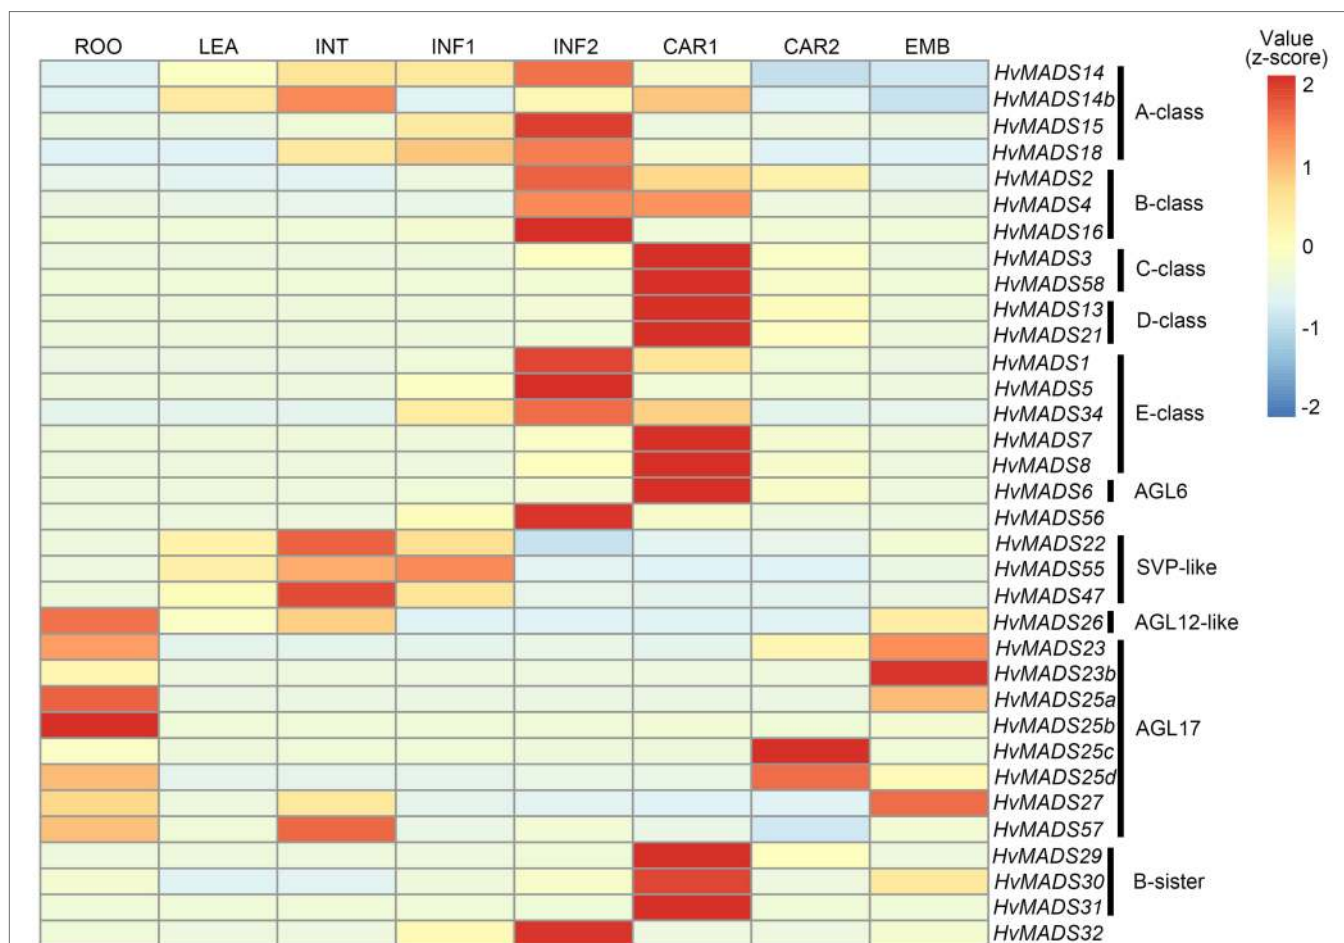 ROO LEA INT INF1 INF2 CAR1 CAR2 EMB
Value
(z-score)
HvMADS14
HvMADS14b
HvMADS15
HvMADS18
A-class
HvMADS2
HvMADS4
HvMADS16
B-class
HvMADS3
HvMADS58
C-class
HvMADS13
HvMADS21
D-class
HvMADS1
HvMADS5
HvMADS34
HvMADS7
HvMADS8
E-class
HvMADS6
AGL6
HvMADS56
HvMADS22
HvMADS55
HvMADS47
SVP-like
HvMADS26
AGL12-like
HvMADS23
HvMADS23b
HvMADS25a
HvMADS25b
HvMADS25c
HvMADS25d
HvMADS27
HvMADS57
AGL17
HvMADS29
HvMADS30
HvMADS31
B-sister
HvMADS32
2
1
0
-1
-2